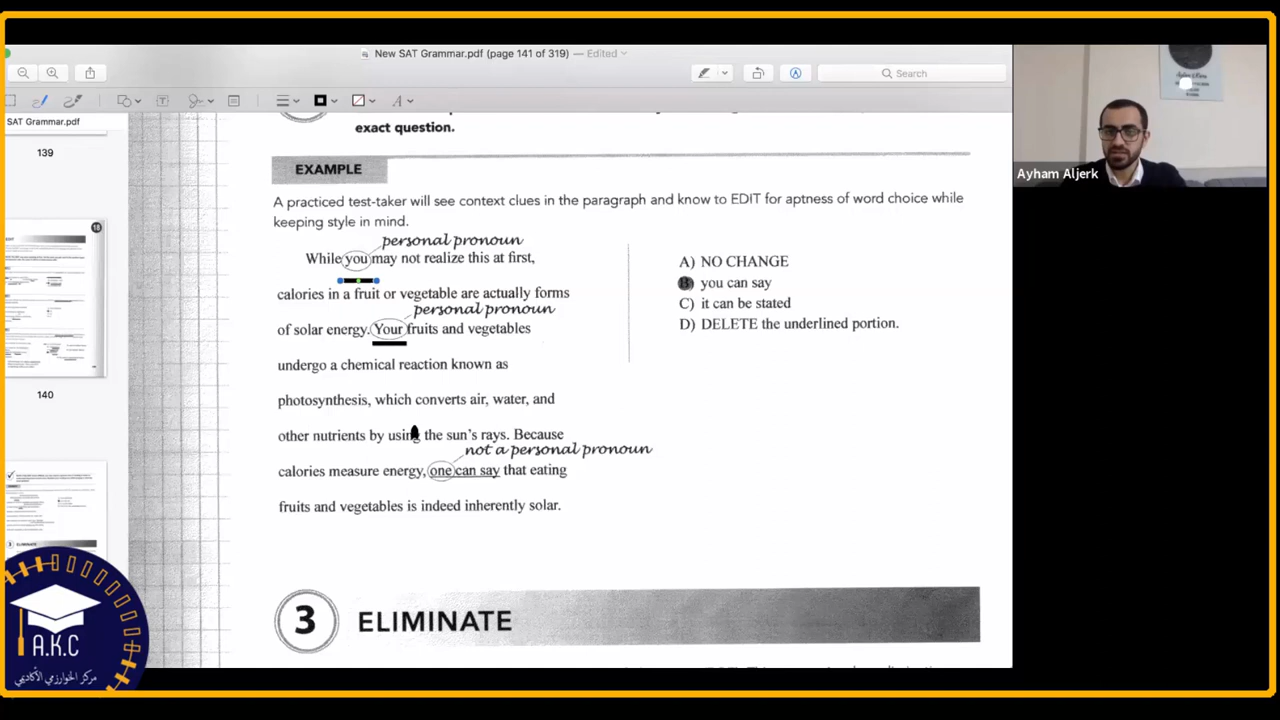 New SAT Grammar.pdf (page 141 of 319) — Edited
Search
SAT Grammar.pdf
139
140
exact question.
EXAMPLE
A practiced test-taker will see context clues in the paragraph and know to EDIT for aptness of word choice while
keeping style in mind.
personal pronoun
While you may not realize this at first,
calories in a fruit or vegetable are actually forms
personal pronoun
of solar energy. Your fruits and vegetables
undergo a chemical reaction known as
photosynthesis, which converts air, water, and
other nutrients by using the sun's rays. Because
not a personal pronoun
calories measure energy, one can say that eating
fruits and vegetables is indeed inherently solar.
A) NO CHANGE
B) you can say
C) it can be stated
D) DELETE the underlined portion.
3 ELIMINATE
Ayham Aljerk
A.K.C
مركز الخوارزمي الأكاديمي